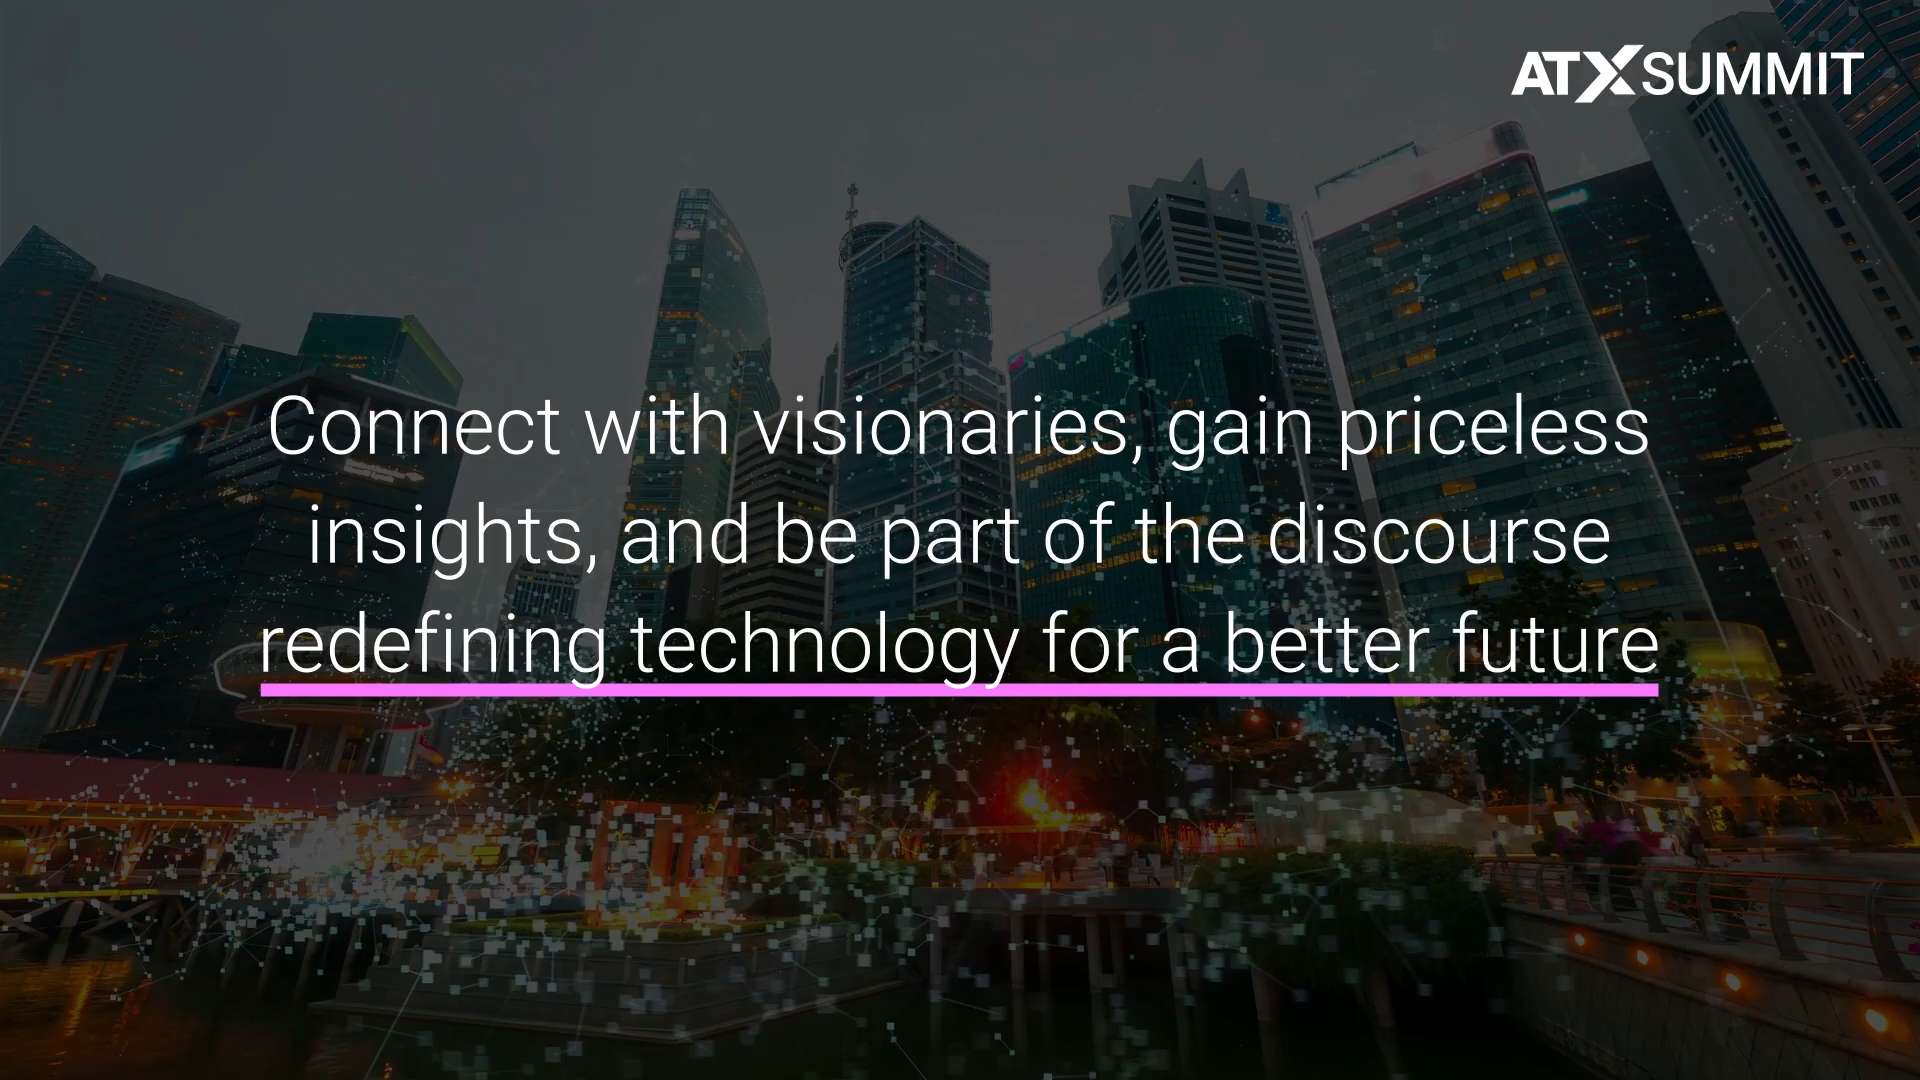 ATXSUMMIT
Connect with visionaries, gain priceless
insights, and be part of the discourse
redefining technology for a better future